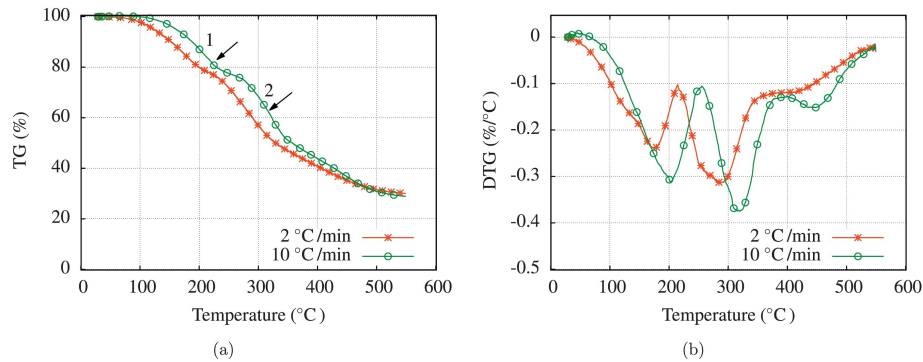 100
80
60
40
20
0
TG (%)
1
2
2 °C/min
10 °C/min
0 100 200 300 400 500 600
Temperature (°C)
(a)
0
-0.1
-0.2
-0.3
-0.4
-0.5
DTG (%/°C)
2 °C/min
10 °C/min
0 100 200 300 400 500 600
Temperature (°C)
(b)